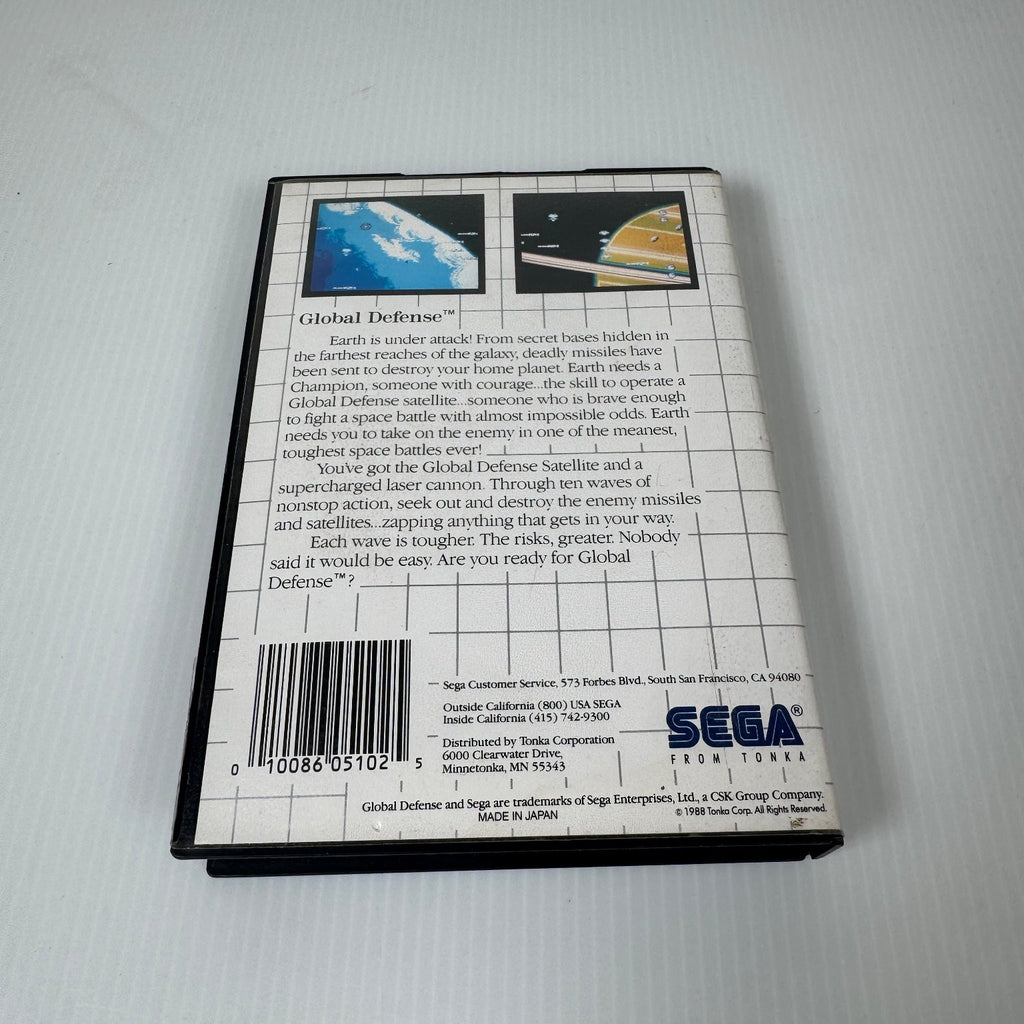 Global Defense™
Earth is under attack! From secret bases hidden in
the farthest reaches of the galaxy, deadly missiles have
been sent to destroy your home planet. Earth needs a
Champion, someone with courage...the skill to operate a
Global Defense satellite...someone who is brave enough
to fight a space battle with almost impossible odds. Earth
needs you to take on the enemy in one of the meanest,
toughest space battles ever!
You've got the Global Defense Satellite and a
supercharged laser cannon. Through ten waves of
nonstop action, seek out and destroy the enemy missiles
and satellites...zapping anything that gets in your way.
Each wave is tougher. The risks, greater. Nobody
said it would be easy. Are you ready for Global
Defense™?
0 10086 05102 5
Sega Customer Service, 573 Forbes Blvd., South San Francisco, CA 94080
Outside California (800) USA SEGA
Inside California (415) 742-9300
Distributed by Tonka Corporation
6000 Clearwater Drive,
Minnetonka, MN 55343
SEGA®
FROM TONKA
Global Defense and Sega are trademarks of Sega Enterprises, Ltd., a CSK Group Company.
MADE IN JAPAN
© 1988 Tonka Corp. All Rights Reserved.